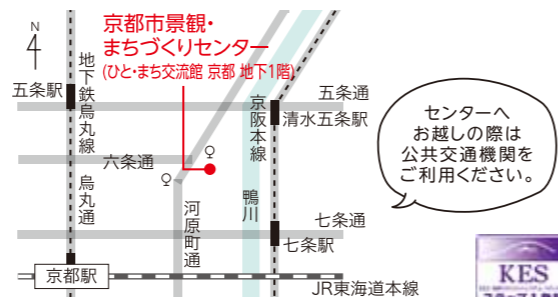 京都市景観・
まちづくりセンター
(ひと・まち交流館 京都 地下1階)
N
地下鉄烏丸線
烏丸通
五条駅
六条通
京都駅
河原町通
鴨川
京阪本線
五条通
清水五条駅
七条通
七条駅
JR東海道本線
センターへ
お越しの際は
公共交通機関を
ご利用ください。
KES